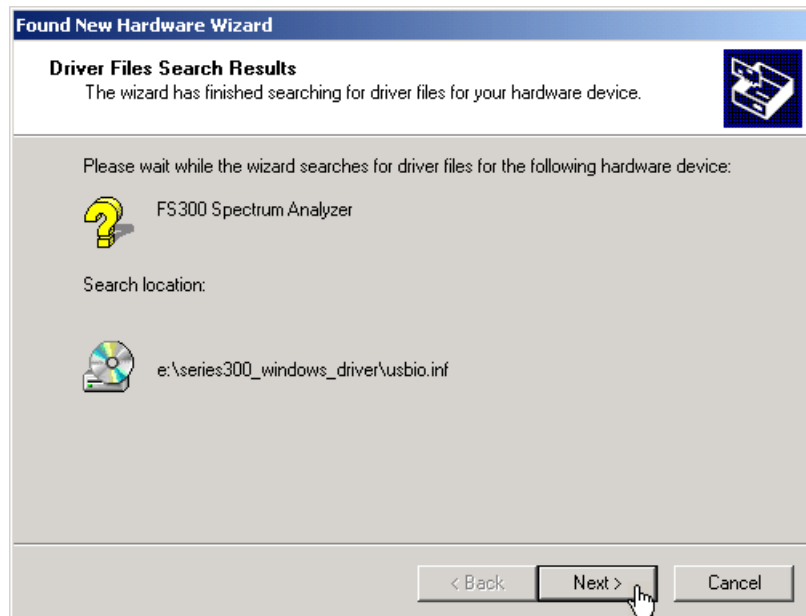 Found New Hardware Wizard
Driver Files Search Results
The wizard has finished searching for driver files for your hardware device.
Please wait while the wizard searches for driver files for the following hardware device:
FS300 Spectrum Analyzer
Search location:
e:\series300_windows_driver\usbio.inf
< Back
Next >
Cancel